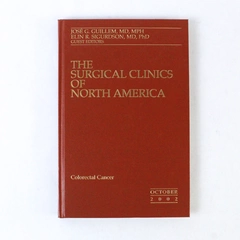 JOSÉ G. GUILLEM, MD, MPH
ELIN R. SIGURDSON, MD, PhD
GUEST EDITORS
THE
SURGICAL CLINICS
OF
NORTH AMERICA
Colorectal Cancer
OCTOBER
2002